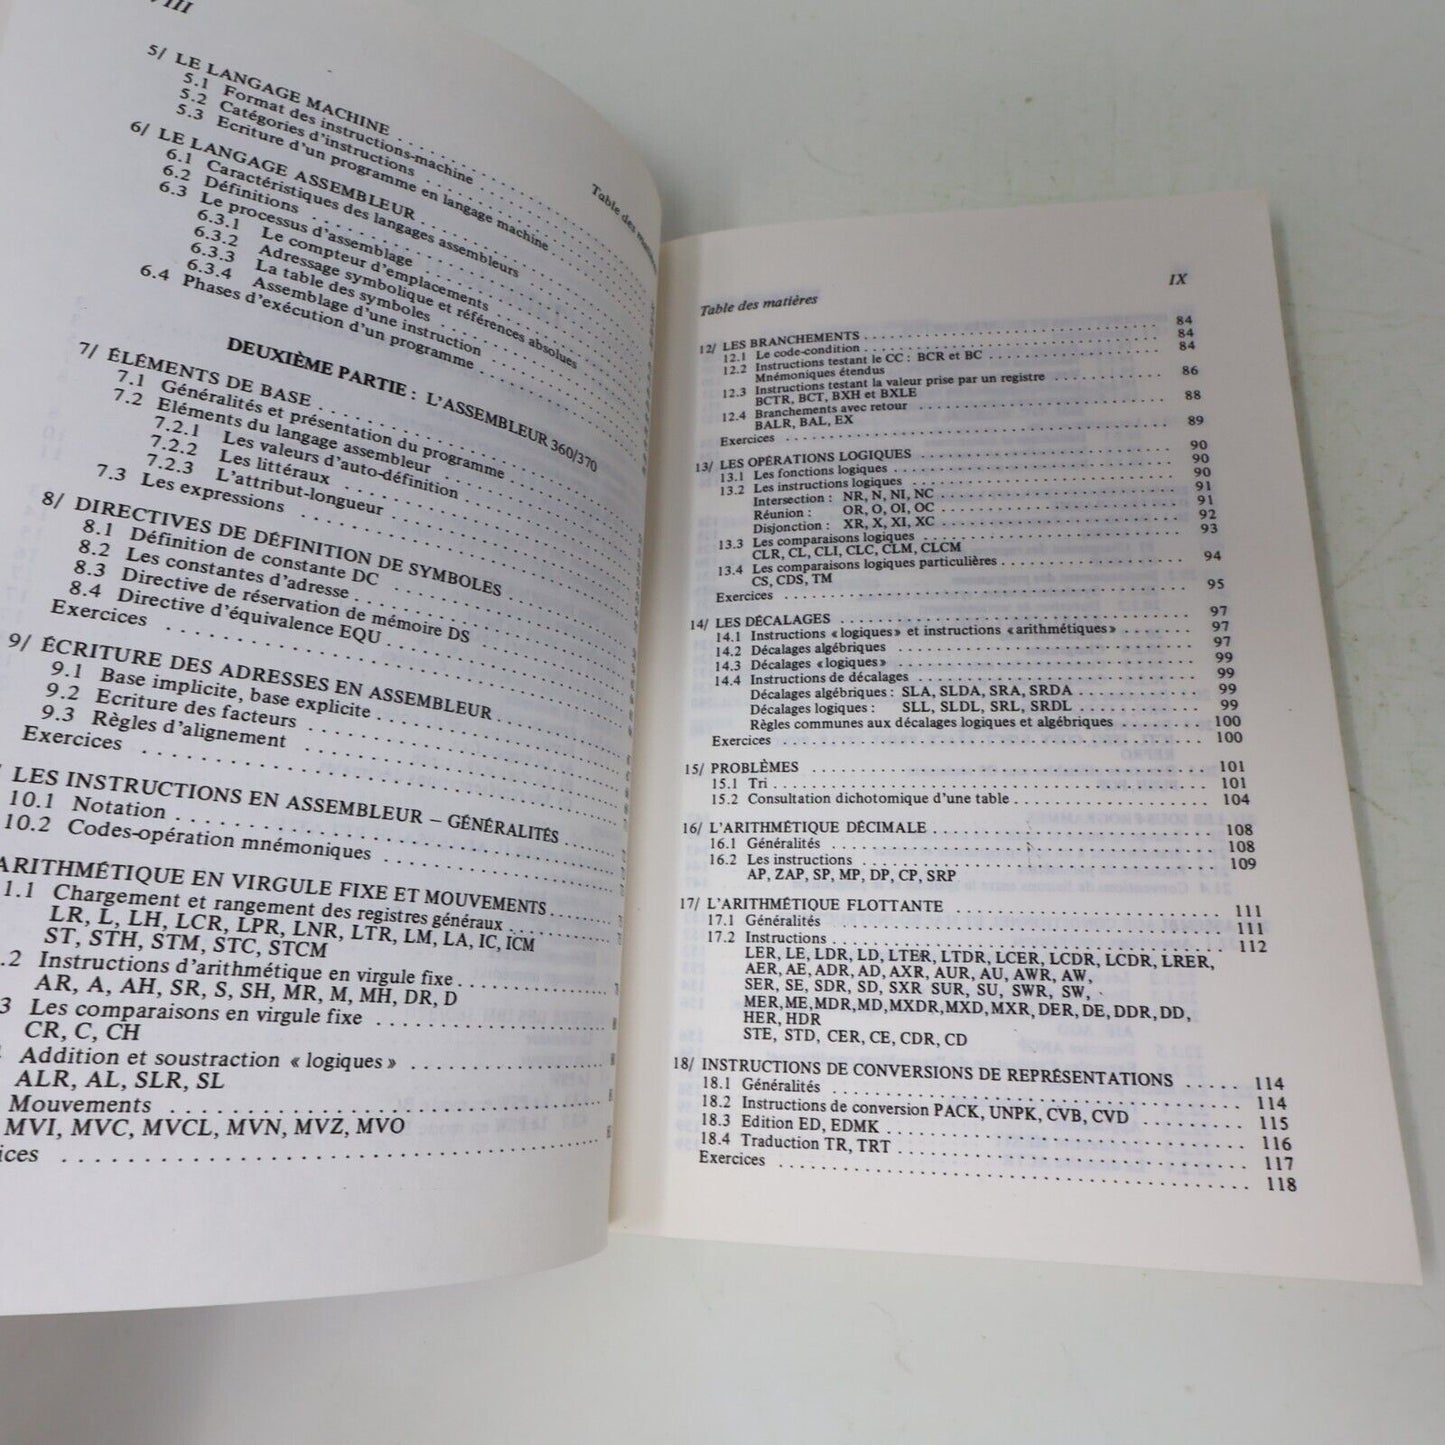 VIII
Table des
5/ LE LANGAGE MACHINE
5.1 Format des instructions-machine
5.2 Catégories d'instructions
5.3 Ecriture d'un programme en langage machine
6/ LE LANGAGE ASSEMBLEUR
6.1 Caractéristiques des langages assembleurs
6.2 Définitions
6.3 Le processus d'assemblage
6.3.1 Le compteur d'emplacements
6.3.2 Adressage symbolique et références absolues
6.3.3 La table des symboles
6.3.4 Assemblage d'une instruction
6.4 Phases d'exécution d'un programme
DEUXIÈME PARTIE : L'ASSEMBLEUR 360/370
7/ ÉLÉMENTS DE BASE
7.1 Généralités et présentation du programme
7.2 Eléments du langage assembleur
7.2.1 Les valeurs d'auto-définition
7.2.2 Les littéraux
7.2.3 L'attribut-longueur
7.3 Les expressions
8/ DIRECTIVES DE DÉFINITION DE SYMBOLES
8.1 Définition de constante DC
8.2 Les constantes d'adresse
8.3 Directive de réservation de mémoire DS
8.4 Directive d'équivalence EQU
Exercices
9/ ÉCRITURE DES ADRESSES EN ASSEMBLEUR
9.1 Base implicite, base explicite
9.2 Ecriture des facteurs
9.3 Règles d'alignement
Exercices
/ LES INSTRUCTIONS EN ASSEMBLEUR – GÉNÉRALITÉS
10.1 Notation
10.2 Codes-opération mnémoniques
ARITHMÉTIQUE EN VIRGULE FIXE ET MOUVEMENTS
1.1 Chargement et rangement des registres généraux
LR, L, LH, LCR, LPR, LNR, LTR, LM, LA, IC, ICM
ST, STH, STM, STC, STCM
.2 Instructions d'arithmétique en virgule fixe
AR, A, AH, SR, S, SH, MR, M, MH, DR, D
3 Les comparaisons en virgule fixe
CR, C, CH
Addition et soustraction « logiques »
ALR, AL, SLR, SL
Mouvements
MVI, MVC, MVCL, MVN, MVZ, MVO
ices
Table des matières IX
12/ LES BRANCHEMENTS 84
12.1 Le code-condition 84
12.2 Instructions testant le CC : BCR et BC 84
Mnémoniques étendus
12.3 Instructions testant la valeur prise par un registre 86
BCTR, BCT, BXH et BXLE
12.4 Branchements avec retour 88
BALR, BAL, EX
Exercices 89
13/ LES OPÉRATIONS LOGIQUES 90
13.1 Les fonctions logiques 90
13.2 Les instructions logiques 90
Intersection : NR, N, NI, NC 91
Réunion : OR, O, OI, OC 91
Disjonction : XR, X, XI, XC 92
13.3 Les comparaisons logiques 93
CLR, CL, CLI, CLC, CLM, CLCM
13.4 Les comparaisons logiques particulières 94
CS, CDS, TM
Exercices 95
14/ LES DÉCALAGES 97
14.1 Instructions «logiques» et instructions «arithmétiques» 97
14.2 Décalages algébriques 97
14.3 Décalages «logiques» 99
14.4 Instructions de décalages 99
Décalages algébriques : SLA, SLDA, SRA, SRDA 99
Décalages logiques : SLL, SLDL, SRL, SRDL 99
Règles communes aux décalages logiques et algébriques 100
Exercices 100
15/ PROBLÈMES 101
15.1 Tri 101
15.2 Consultation dichotomique d'une table 104
16/ L'ARITHMÉTIQUE DÉCIMALE 108
16.1 Généralités 108
16.2 Les instructions 109
AP, ZAP, SP, MP, DP, CP, SRP
17/ L'ARITHMÉTIQUE FLOTTANTE 111
17.1 Généralités 111
17.2 Instructions 112
LER, LE, LDR, LD, LTER, LTDR, LCER, LCDR, LCDR, LRER,
AER, AE, ADR, AD, AXR, AUR, AU, AWR, AW,
SER, SE, SDR, SD, SXR SUR, SU, SWR, SW,
MER,ME,MDR,MD,MXDR,MXD,MXR,DER,DE,DDR,DD,
HER, HDR
STE, STD, CER, CE, CDR, CD
18/ INSTRUCTIONS DE CONVERSIONS DE REPRÉSENTATIONS 114
18.1 Généralités 114
18.2 Instructions de conversion PACK, UNPK, CVB, CVD 115
18.3 Edition ED, EDMK 116
18.4 Traduction TR, TRT 117
Exercices 118